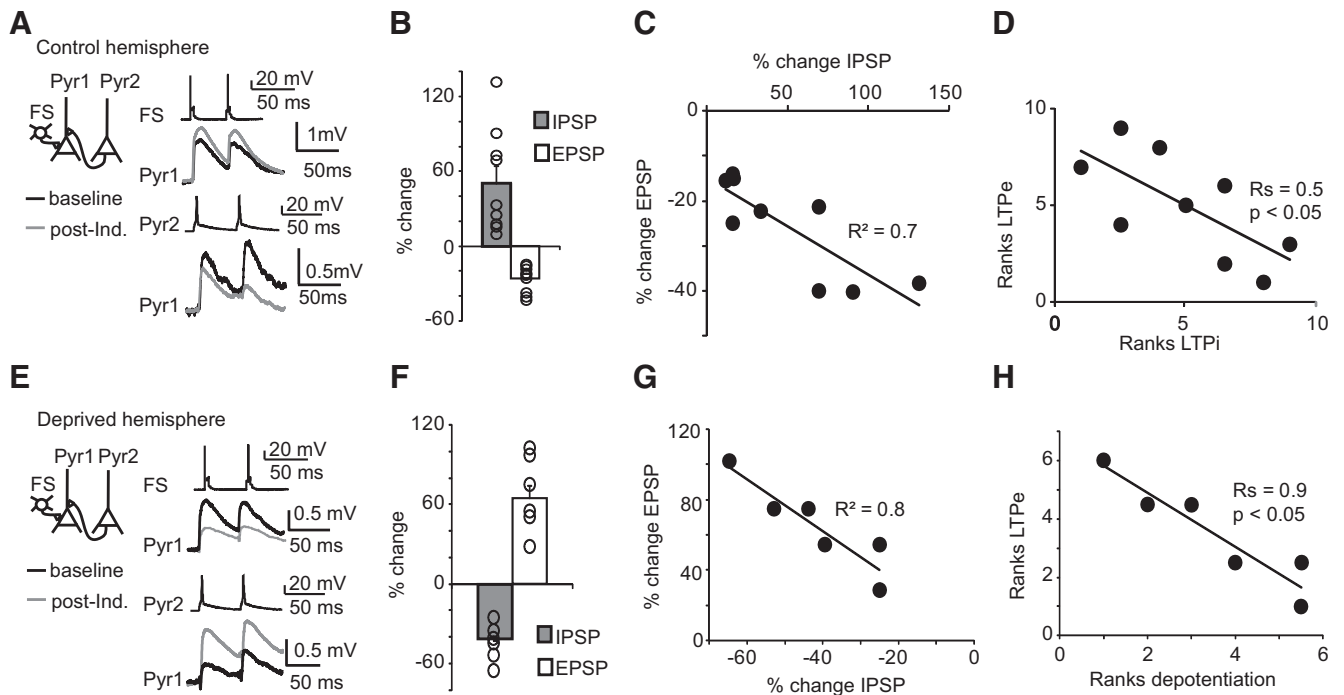 A
Control hemisphere
Pyr1 Pyr2
FS
baseline
post-Ind.
FS
20 mV
50 ms
1mV
50ms
Pyr1
Pyr2
20 mV
50 ms
0.5mV
50ms
Pyr1
B
% change
120
60
0
-60
IPSP
EPSP
C
% change IPSP
50 100 150
0
-20
-40
% change EPSP
R² = 0.7
D
Ranks LTPe
10
5
0
Rs = 0.5
p < 0.05
0 5 10
Ranks LTPi
E
Deprived hemisphere
Pyr1 Pyr2
FS
baseline
post-Ind.
FS
20 mV
50 ms
0.5 mV
50 ms
Pyr1
Pyr2
20 mV
50 ms
0.5 mV
50 ms
Pyr1
F
% change
120
60
0
-60
IPSP
EPSP
G
% change EPSP
120
80
40
0
R² = 0.8
-60 -40 -20 0
% change IPSP
H
Ranks LTPe
6
4
2
0
Rs = 0.9
p < 0.05
0 2 4 6
Ranks depotentiation